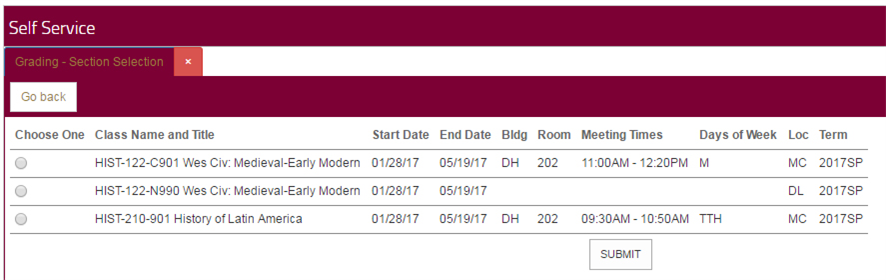 Self Service
Grading - Section Selection ×
Go back
Choose One Class Name and Title Start Date End Date Bldg Room Meeting Times Days of Week Loc Term
HIST-122-C901 Wes Civ: Medieval-Early Modern 01/28/17 05/19/17 DH 202 11:00AM - 12:20PM M MC 2017SP
HIST-122-N990 Wes Civ: Medieval-Early Modern 01/28/17 05/19/17 DL 2017SP
HIST-210-901 History of Latin America 01/28/17 05/19/17 DH 202 09:30AM - 10:50AM TTH MC 2017SP
SUBMIT